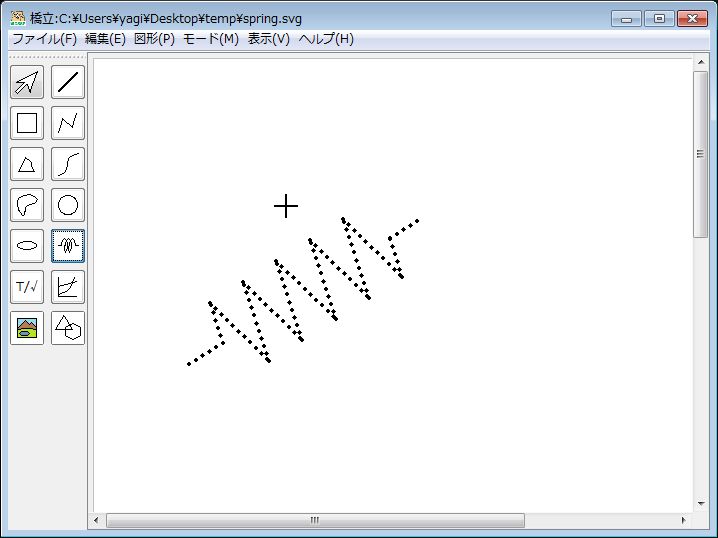 橋立:C:¥Users¥yagi¥Desktop¥temp¥spring.svg
ファイル(F) 編集(E) 図形(P) モード(M) 表示(V) ヘルプ(H)
T/√